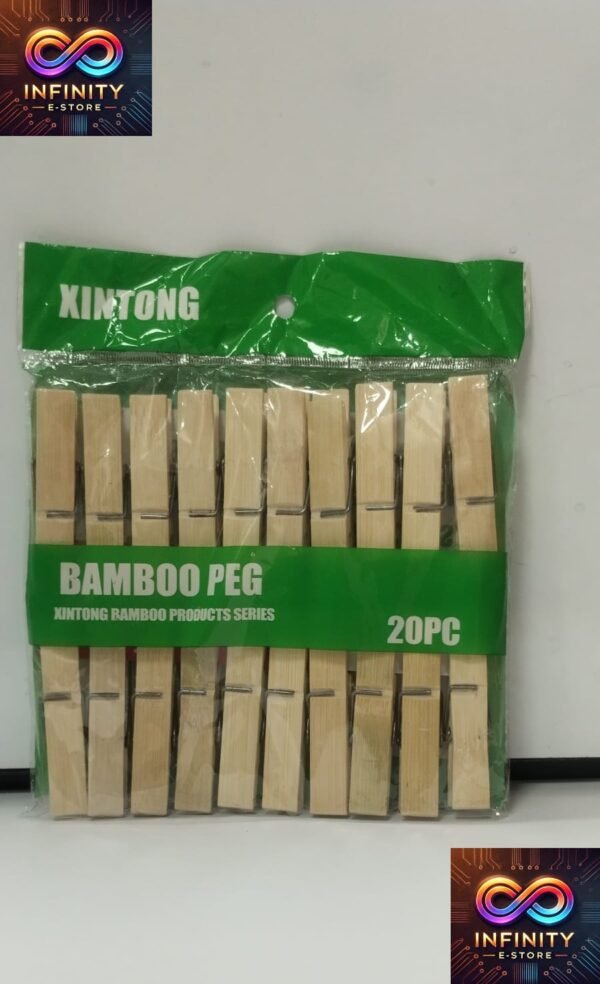 INFINITY
E-STORE
XINTONG
BAMBOO PEG
XINTONG BAMBOO PRODUCTS SERIES
20PC
INFINITY
E-STORE